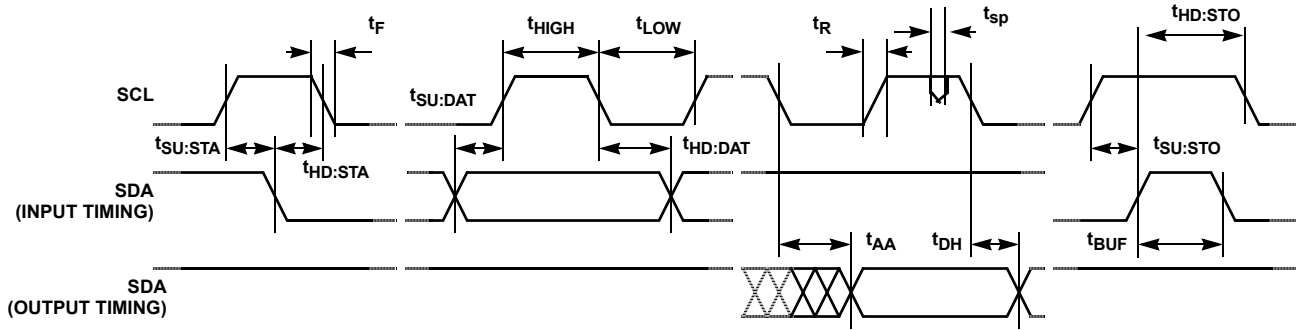 tF
tHIGH
tLOW
tR
tsp
tHD:STO
SCL
tSU:DAT
tSU:STA
tHD:STA
tHD:DAT
tSU:STO
SDA
(INPUT TIMING)
tAA
tDH
tBUF
SDA
(OUTPUT TIMING)